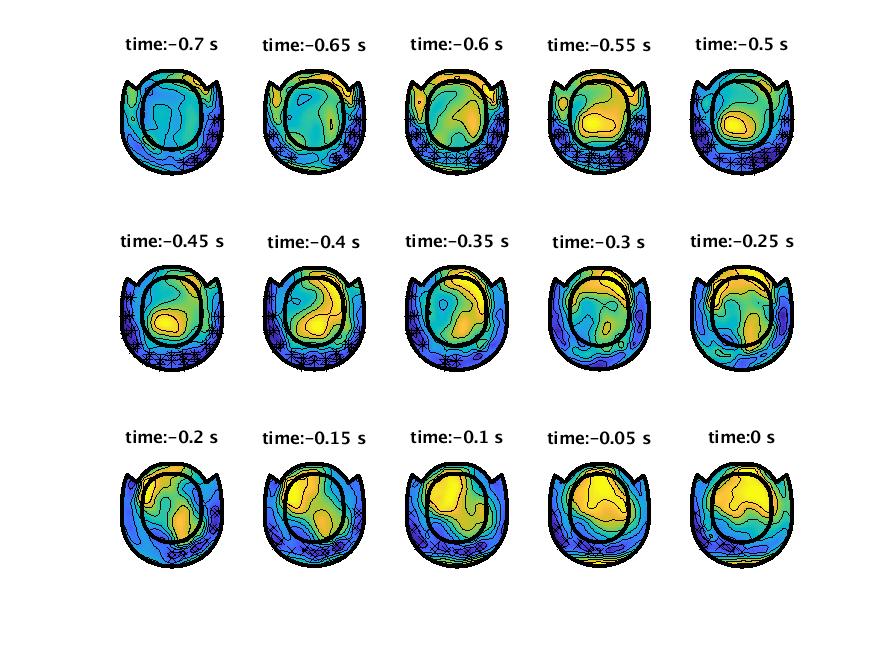 time:−0.7 s time:−0.65 s time:−0.6 s time:−0.55 s time:−0.5 s
time:−0.45 s time:−0.4 s time:−0.35 s time:−0.3 s time:−0.25 s
time:−0.2 s time:−0.15 s time:−0.1 s time:−0.05 s time:0 s